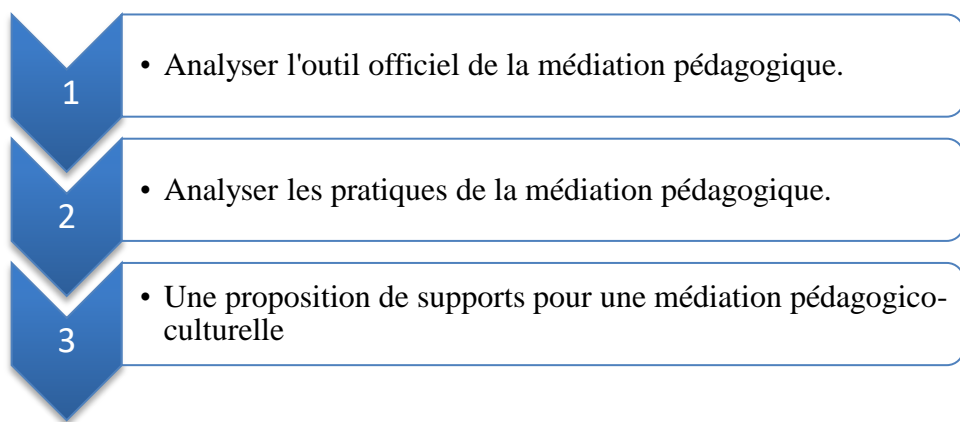 1
• Analyser l'outil officiel de la médiation pédagogique.
2
• Analyser les pratiques de la médiation pédagogique.
3
• Une proposition de supports pour une médiation pédagogico-
culturelle